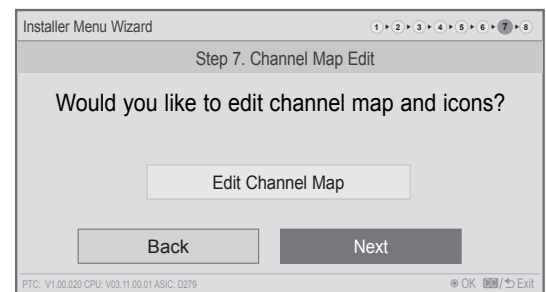 Installer Menu Wizard 1 2 3 4 5 6 7 8
Step 7. Channel Map Edit
Would you like to edit channel map and icons?
Edit Channel Map
Back Next
PTC: V1.00.020 CPU: V03.11.00.01 ASIC: D279 OK CC/ Exit